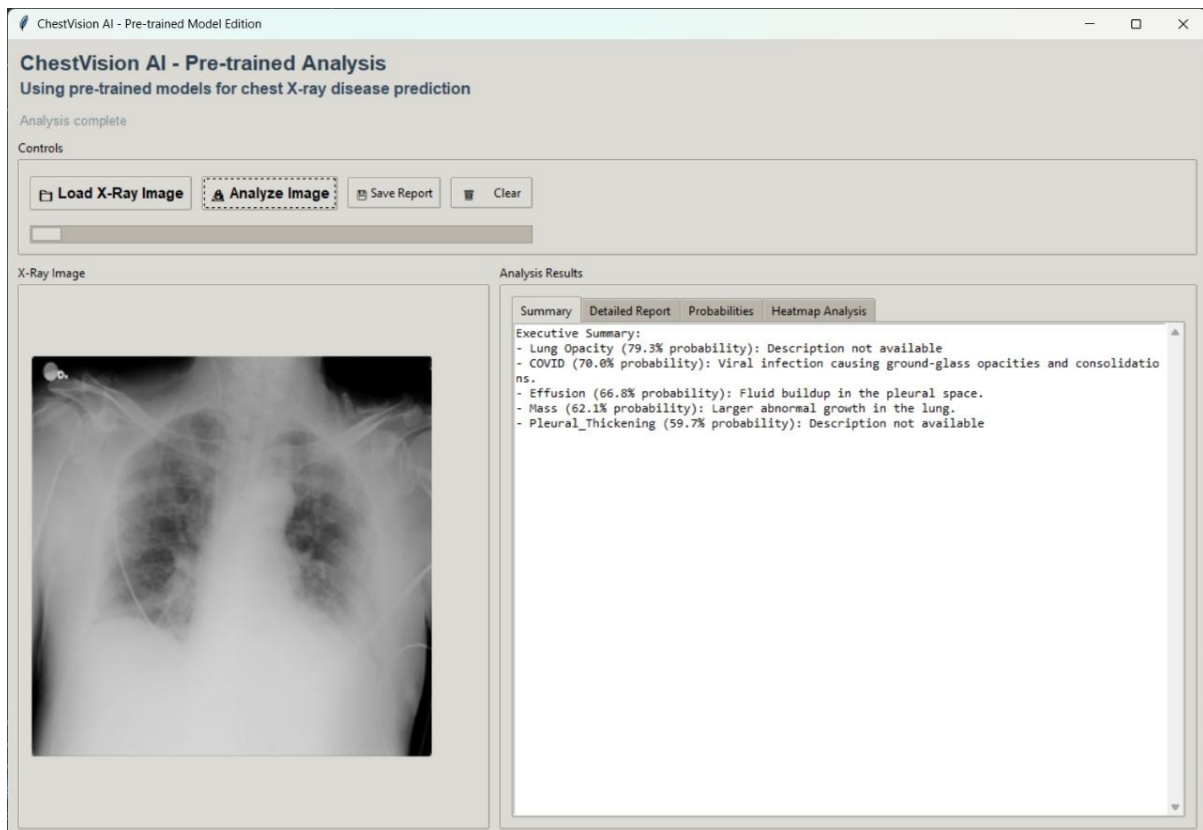 ChestVision AI - Pre-trained Model Edition
ChestVision AI - Pre-trained Analysis
Using pre-trained models for chest X-ray disease prediction
Analysis complete
Controls
Load X-Ray Image
Analyze Image
Save Report
Clear
X-Ray Image
Analysis Results
Summary
Detailed Report
Probabilities
Heatmap Analysis
Executive Summary:
- Lung Opacity (79.3% probability): Description not available
- COVID (70.0% probability): Viral infection causing ground-glass opacities and consolidatio
ns.
- Effusion (66.8% probability): Fluid buildup in the pleural space.
- Mass (62.1% probability): Larger abnormal growth in the lung.
- Pleural_Thickening (59.7% probability): Description not available